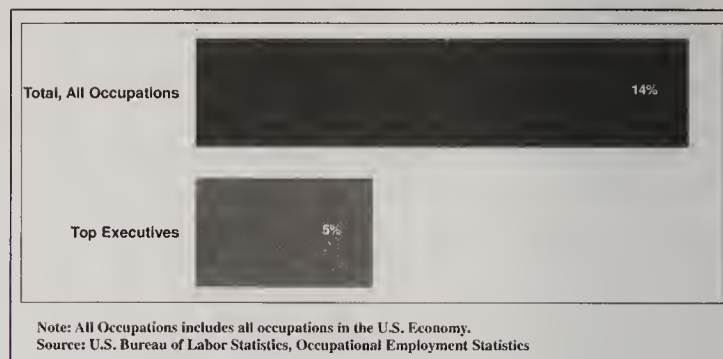 Total, All Occupations
14%
Top Executives
5%
Note: All Occupations includes all occupations in the U.S. Economy.
Source: U.S. Bureau of Labor Statistics, Occupational Employment Statistics